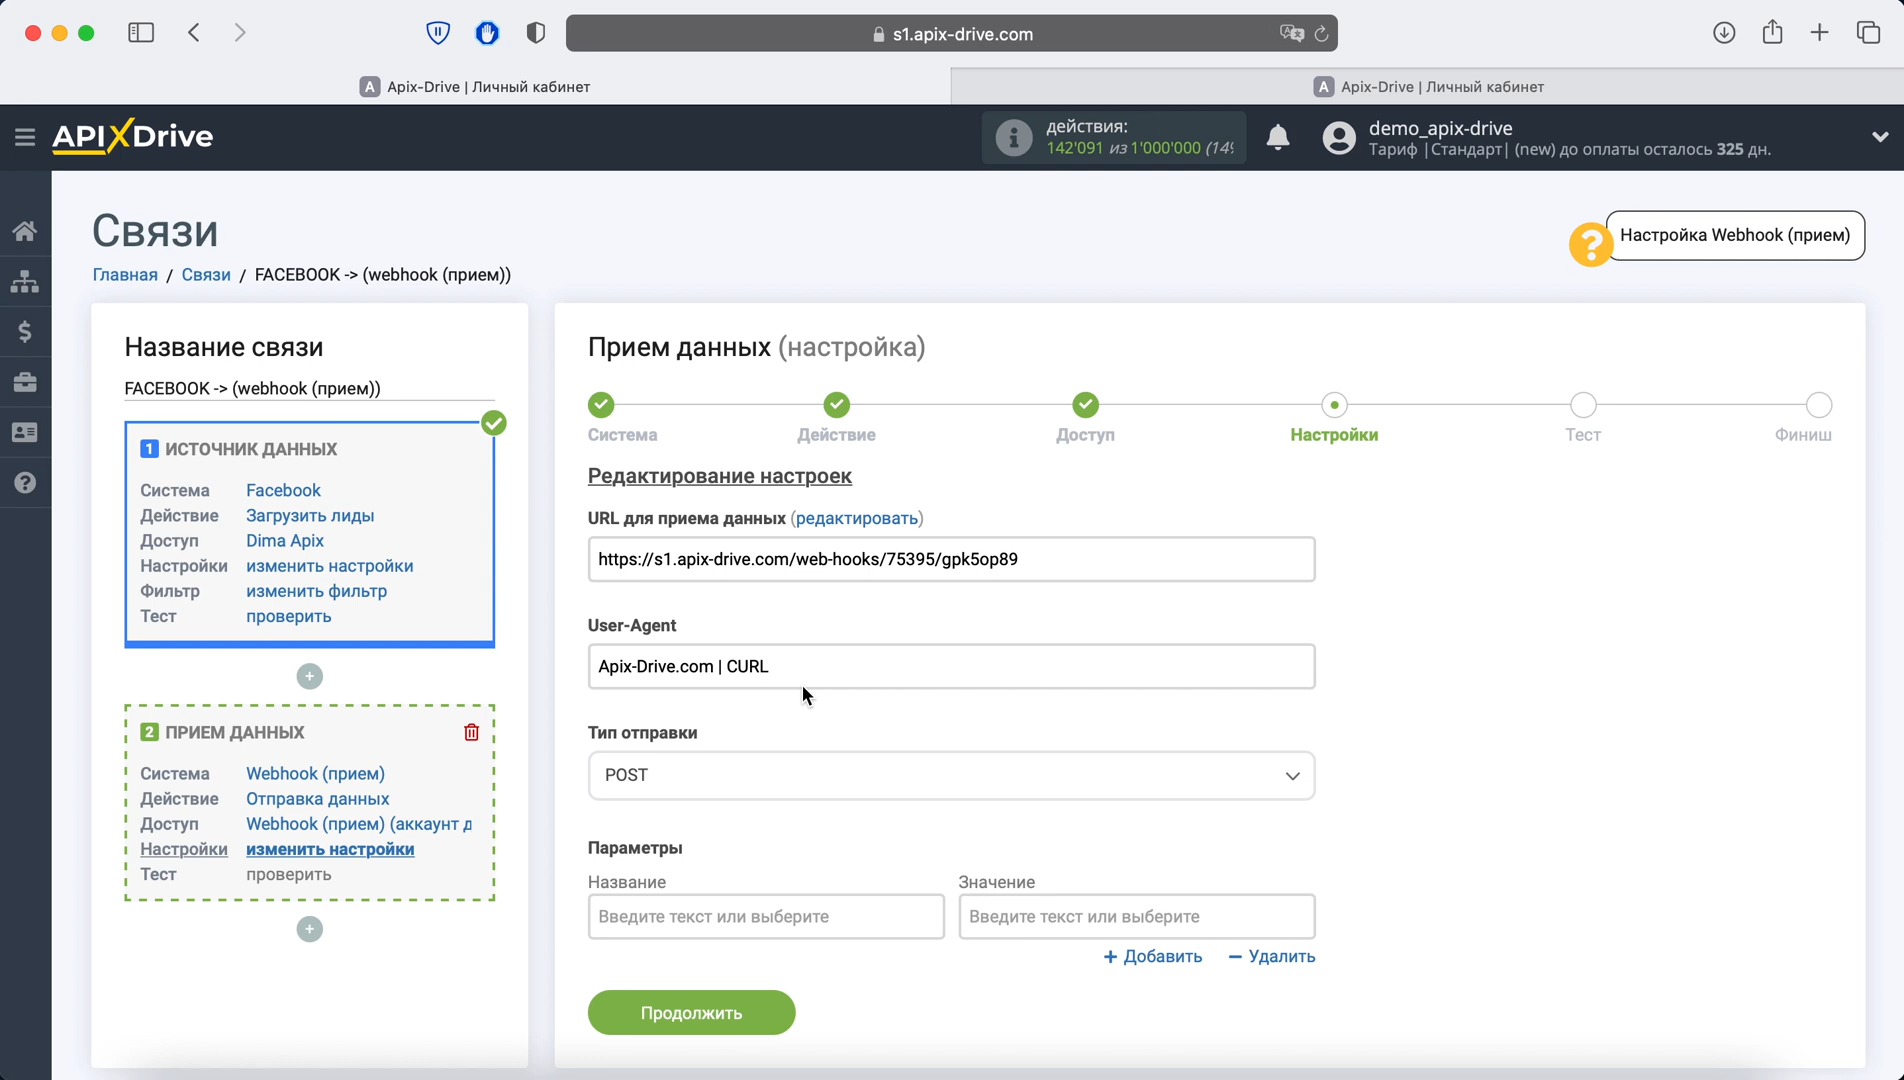 s1.apix-drive.com
A Apix-Drive | Личный кабинет
A Apix-Drive | Личный кабинет
APIXDrive
действия:
142'091 из 1'000'000 (14%
demo_apix-drive
Тариф |Стандарт| (new) до оплаты осталось 325 дн.
Связи
Настройка Webhook (прием)
Главная / Связи / FACEBOOK -> (webhook (прием))
Название связи
FACEBOOK -> (webhook (прием))
1 ИСТОЧНИК ДАННЫХ
Система Facebook
Действие Загрузить лиды
Доступ Dima Apix
Настройки изменить настройки
Фильтр изменить фильтр
Тест проверить
2 ПРИЕМ ДАННЫХ
Система Webhook (прием)
Действие Отправка данных
Доступ Webhook (прием) (аккаунт д
Настройки изменить настройки
Тест проверить
Прием данных (настройка)
Система Действие Доступ Настройки Тест Финиш
Редактирование настроек
URL для приема данных (редактировать)
https://s1.apix-drive.com/web-hooks/75395/gpk5op89
User-Agent
Apix-Drive.com | CURL
Тип отправки
POST
Параметры
Название Значение
Введите текст или выберите Введите текст или выберите
+ Добавить − Удалить
Продолжить